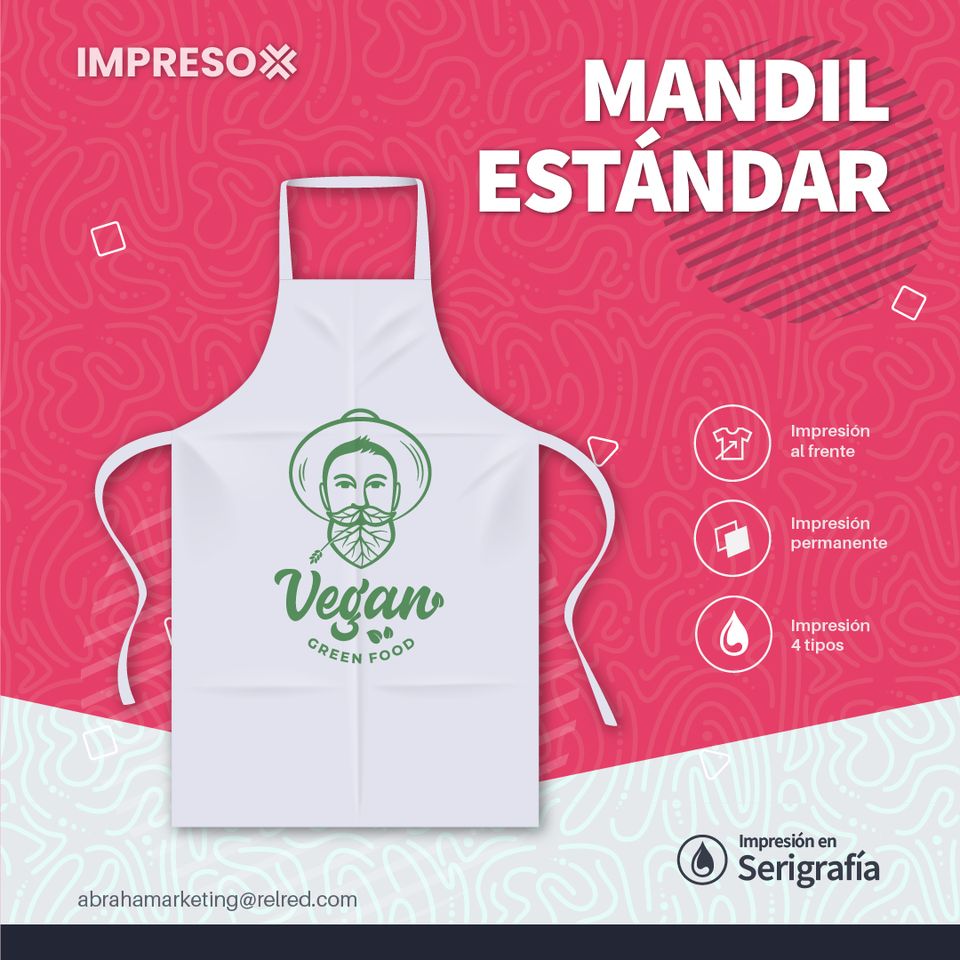 IMPRESO
MANDIL
ESTÁNDAR
Impresión
al frente
Impresión
permanente
Impresión
4 tipos
Vegan
GREEN FOOD
Impresión en
Serigrafía
abrahamarketing@relred.com